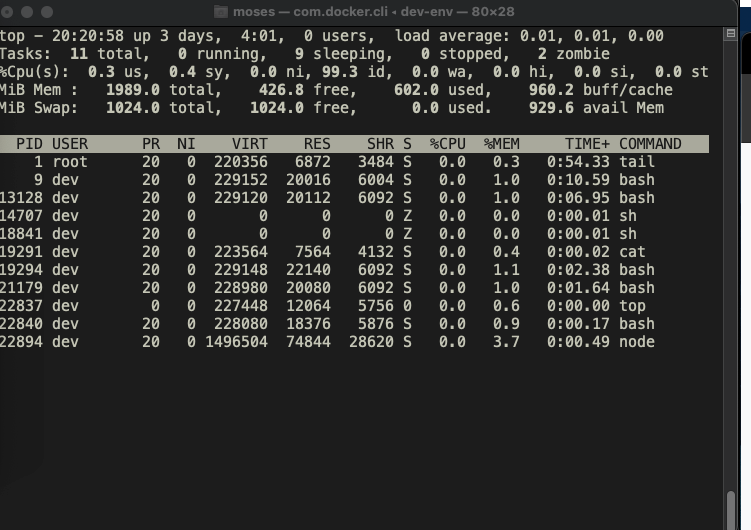 moses — com.docker.cli ◂ dev-env — 80×28
top - 20:20:58 up 3 days,  4:01,  0 users,  load average: 0.01, 0.01, 0.00
Tasks:  11 total,   0 running,   9 sleeping,   0 stopped,   2 zombie
%Cpu(s):  0.3 us,  0.4 sy,  0.0 ni, 99.3 id,  0.0 wa,  0.0 hi,  0.0 si,  0.0 st
MiB Mem :   1989.0 total,    426.8 free,    602.0 used,    960.2 buff/cache
MiB Swap:   1024.0 total,   1024.0 free,      0.0 used.    929.6 avail Mem
PID USER      PR  NI    VIRT    RES    SHR S  %CPU  %MEM     TIME+ COMMAND
1 root      20   0  220356   6872   3484 S   0.0   0.3   0:54.33 tail
9 dev       20   0  229152  20016   6004 S   0.0   1.0   0:10.59 bash
13128 dev       20   0  229120  20112   6092 S   0.0   1.0   0:06.95 bash
14707 dev       20   0       0      0      0 Z   0.0   0.0   0:00.01 sh
18841 dev       20   0       0      0      0 Z   0.0   0.0   0:00.01 sh
19291 dev       20   0  223564   7564   4132 S   0.0   0.4   0:00.02 cat
19294 dev       20   0  229148  22140   6092 S   0.0   1.1   0:02.38 bash
21179 dev       20   0  228980  20080   6092 S   0.0   1.0   0:01.64 bash
22837 dev        0   0  227448  12064   5756 0   0.0   0.6   0:00.00 top
22840 dev       20   0  228080  18376   5876 S   0.0   0.9   0:00.17 bash
22894 dev       20   0 1496504  74844  28620 S   0.0   3.7   0:00.49 node